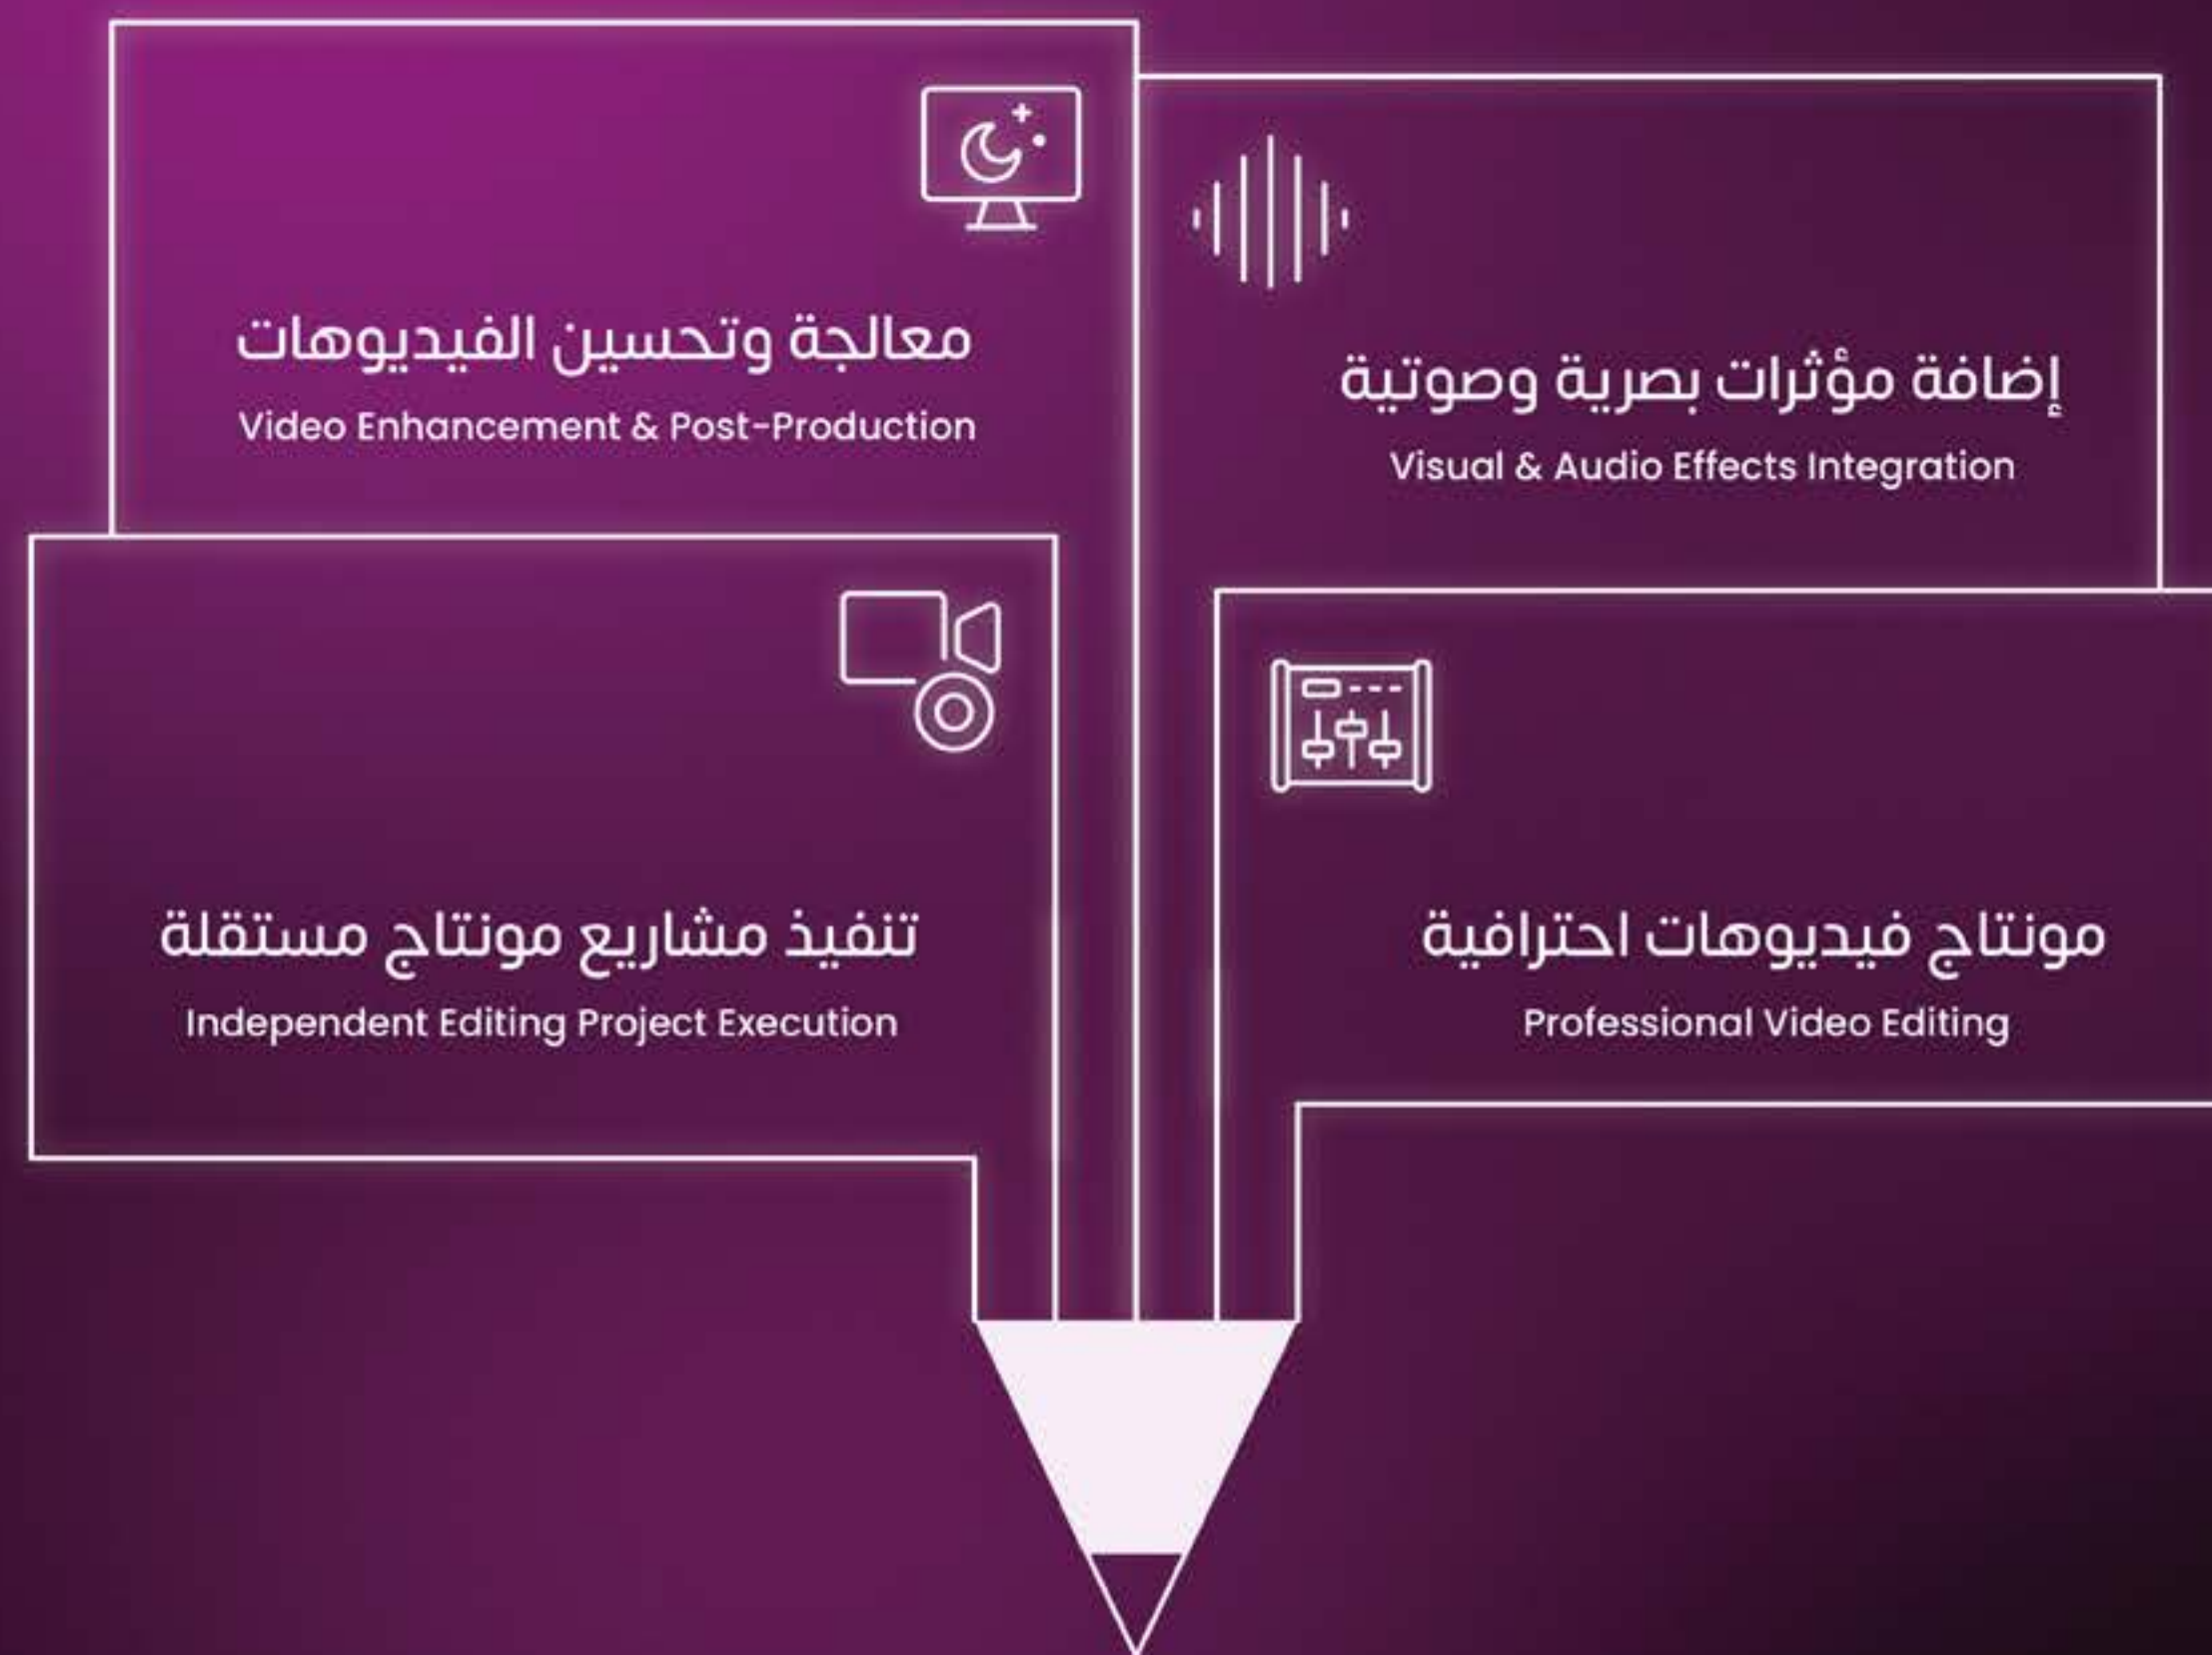 معالجة وتحسين الفيديوهات
Video Enhancement & Post-Production
إضافة مؤثرات بصرية وصوتية
Visual & Audio Effects Integration
تنفيذ مشاريع مونتاج مستقلة
Independent Editing Project Execution
مونتاج فيديوهات احترافية
Professional Video Editing